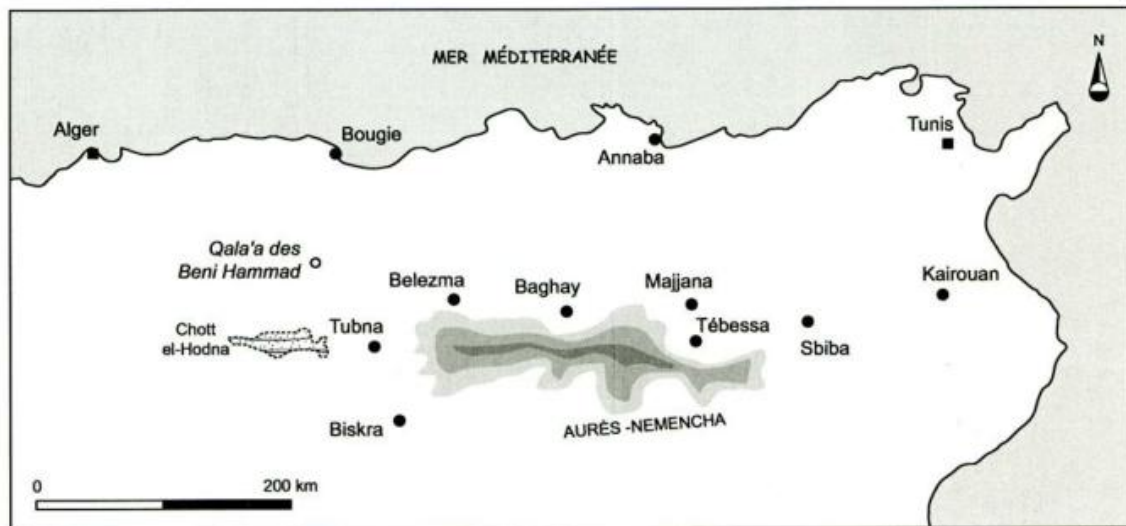 MER MÉDITERRANÉE
N
Alger
Bougie
Annaba
Tunis
Qala'a des
Beni Hammad
Belezma
Baghay
Majjana
Kairouan
Chott
el-Hodna
Tubna
Tébessa
Sbiba
Biskra
AURÈS -NEMENCHA
0 200 km